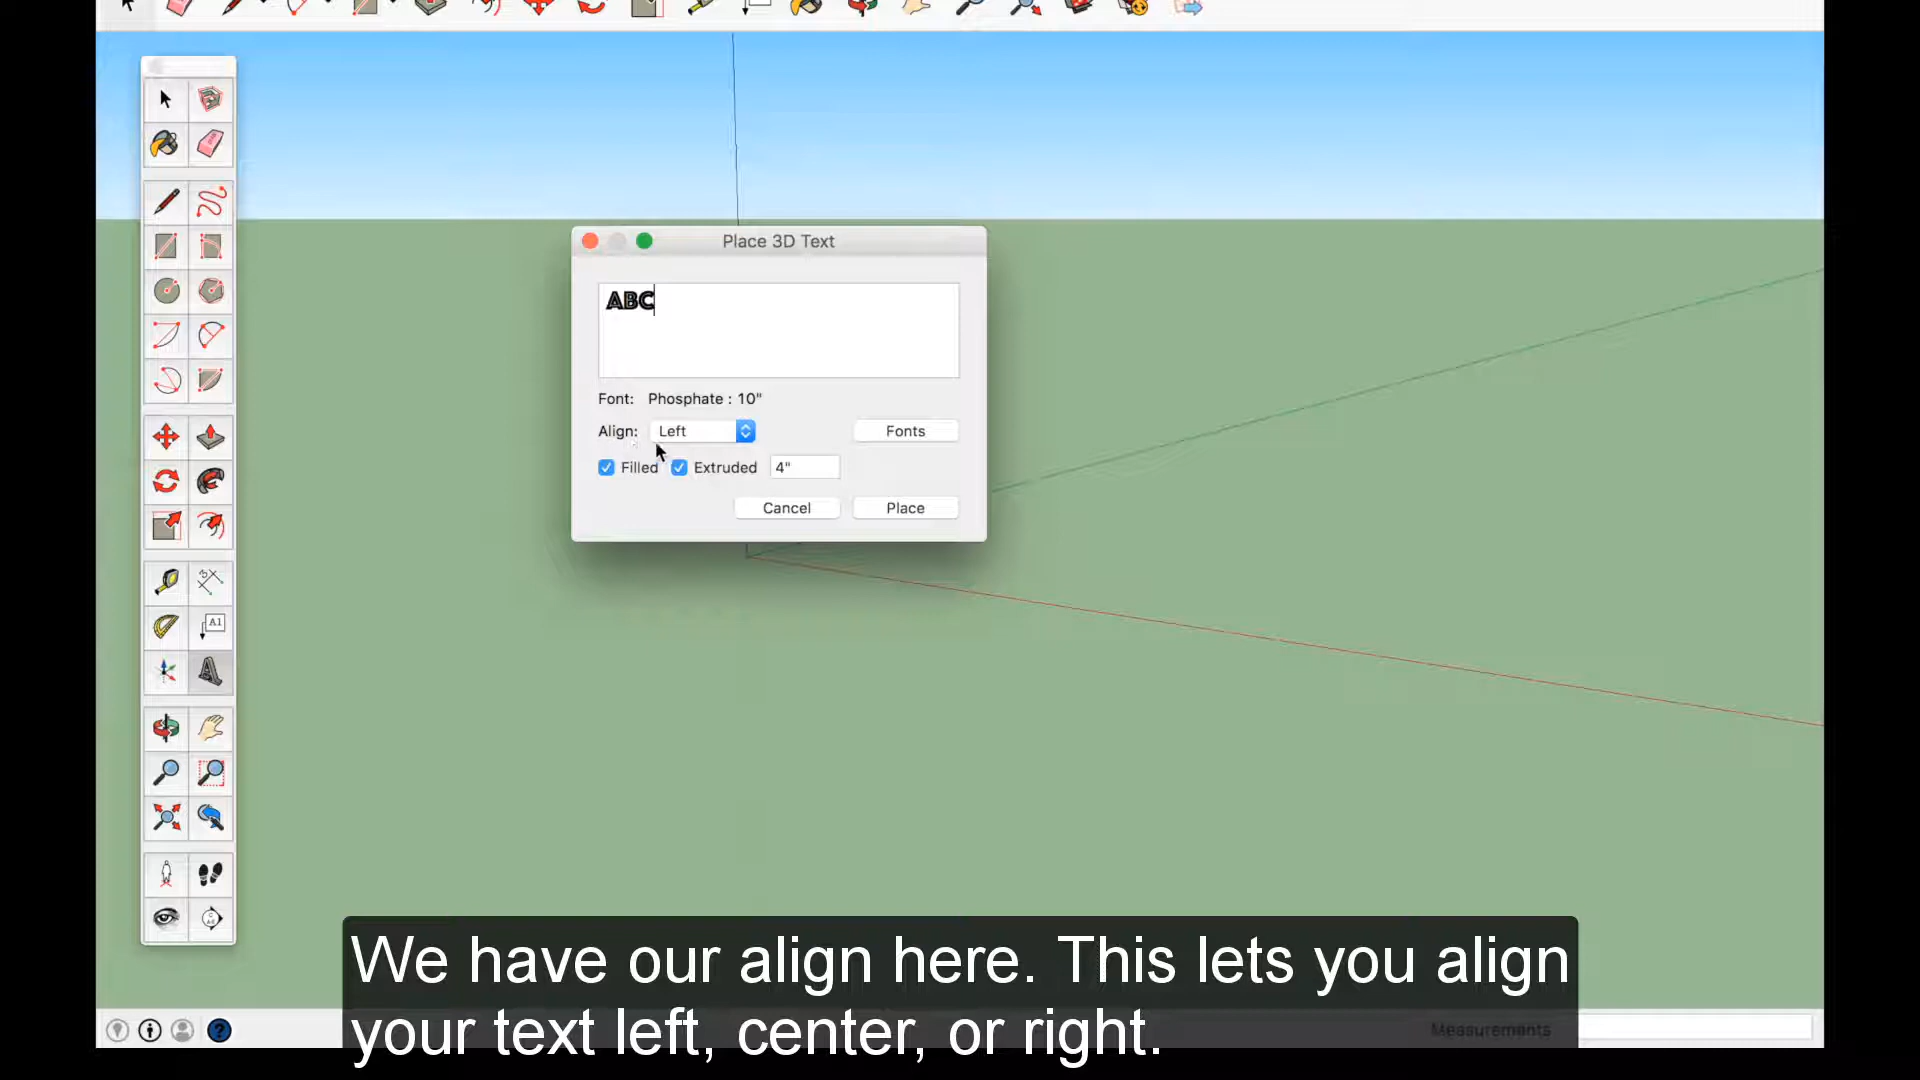 Place 3D Text
ABC
Font: Phosphate : 10"
Align: Left
Fonts
Filled Extruded 4"
Cancel Place
A1
We have our align here. This lets you align
your text left, center, or right.
Measurements